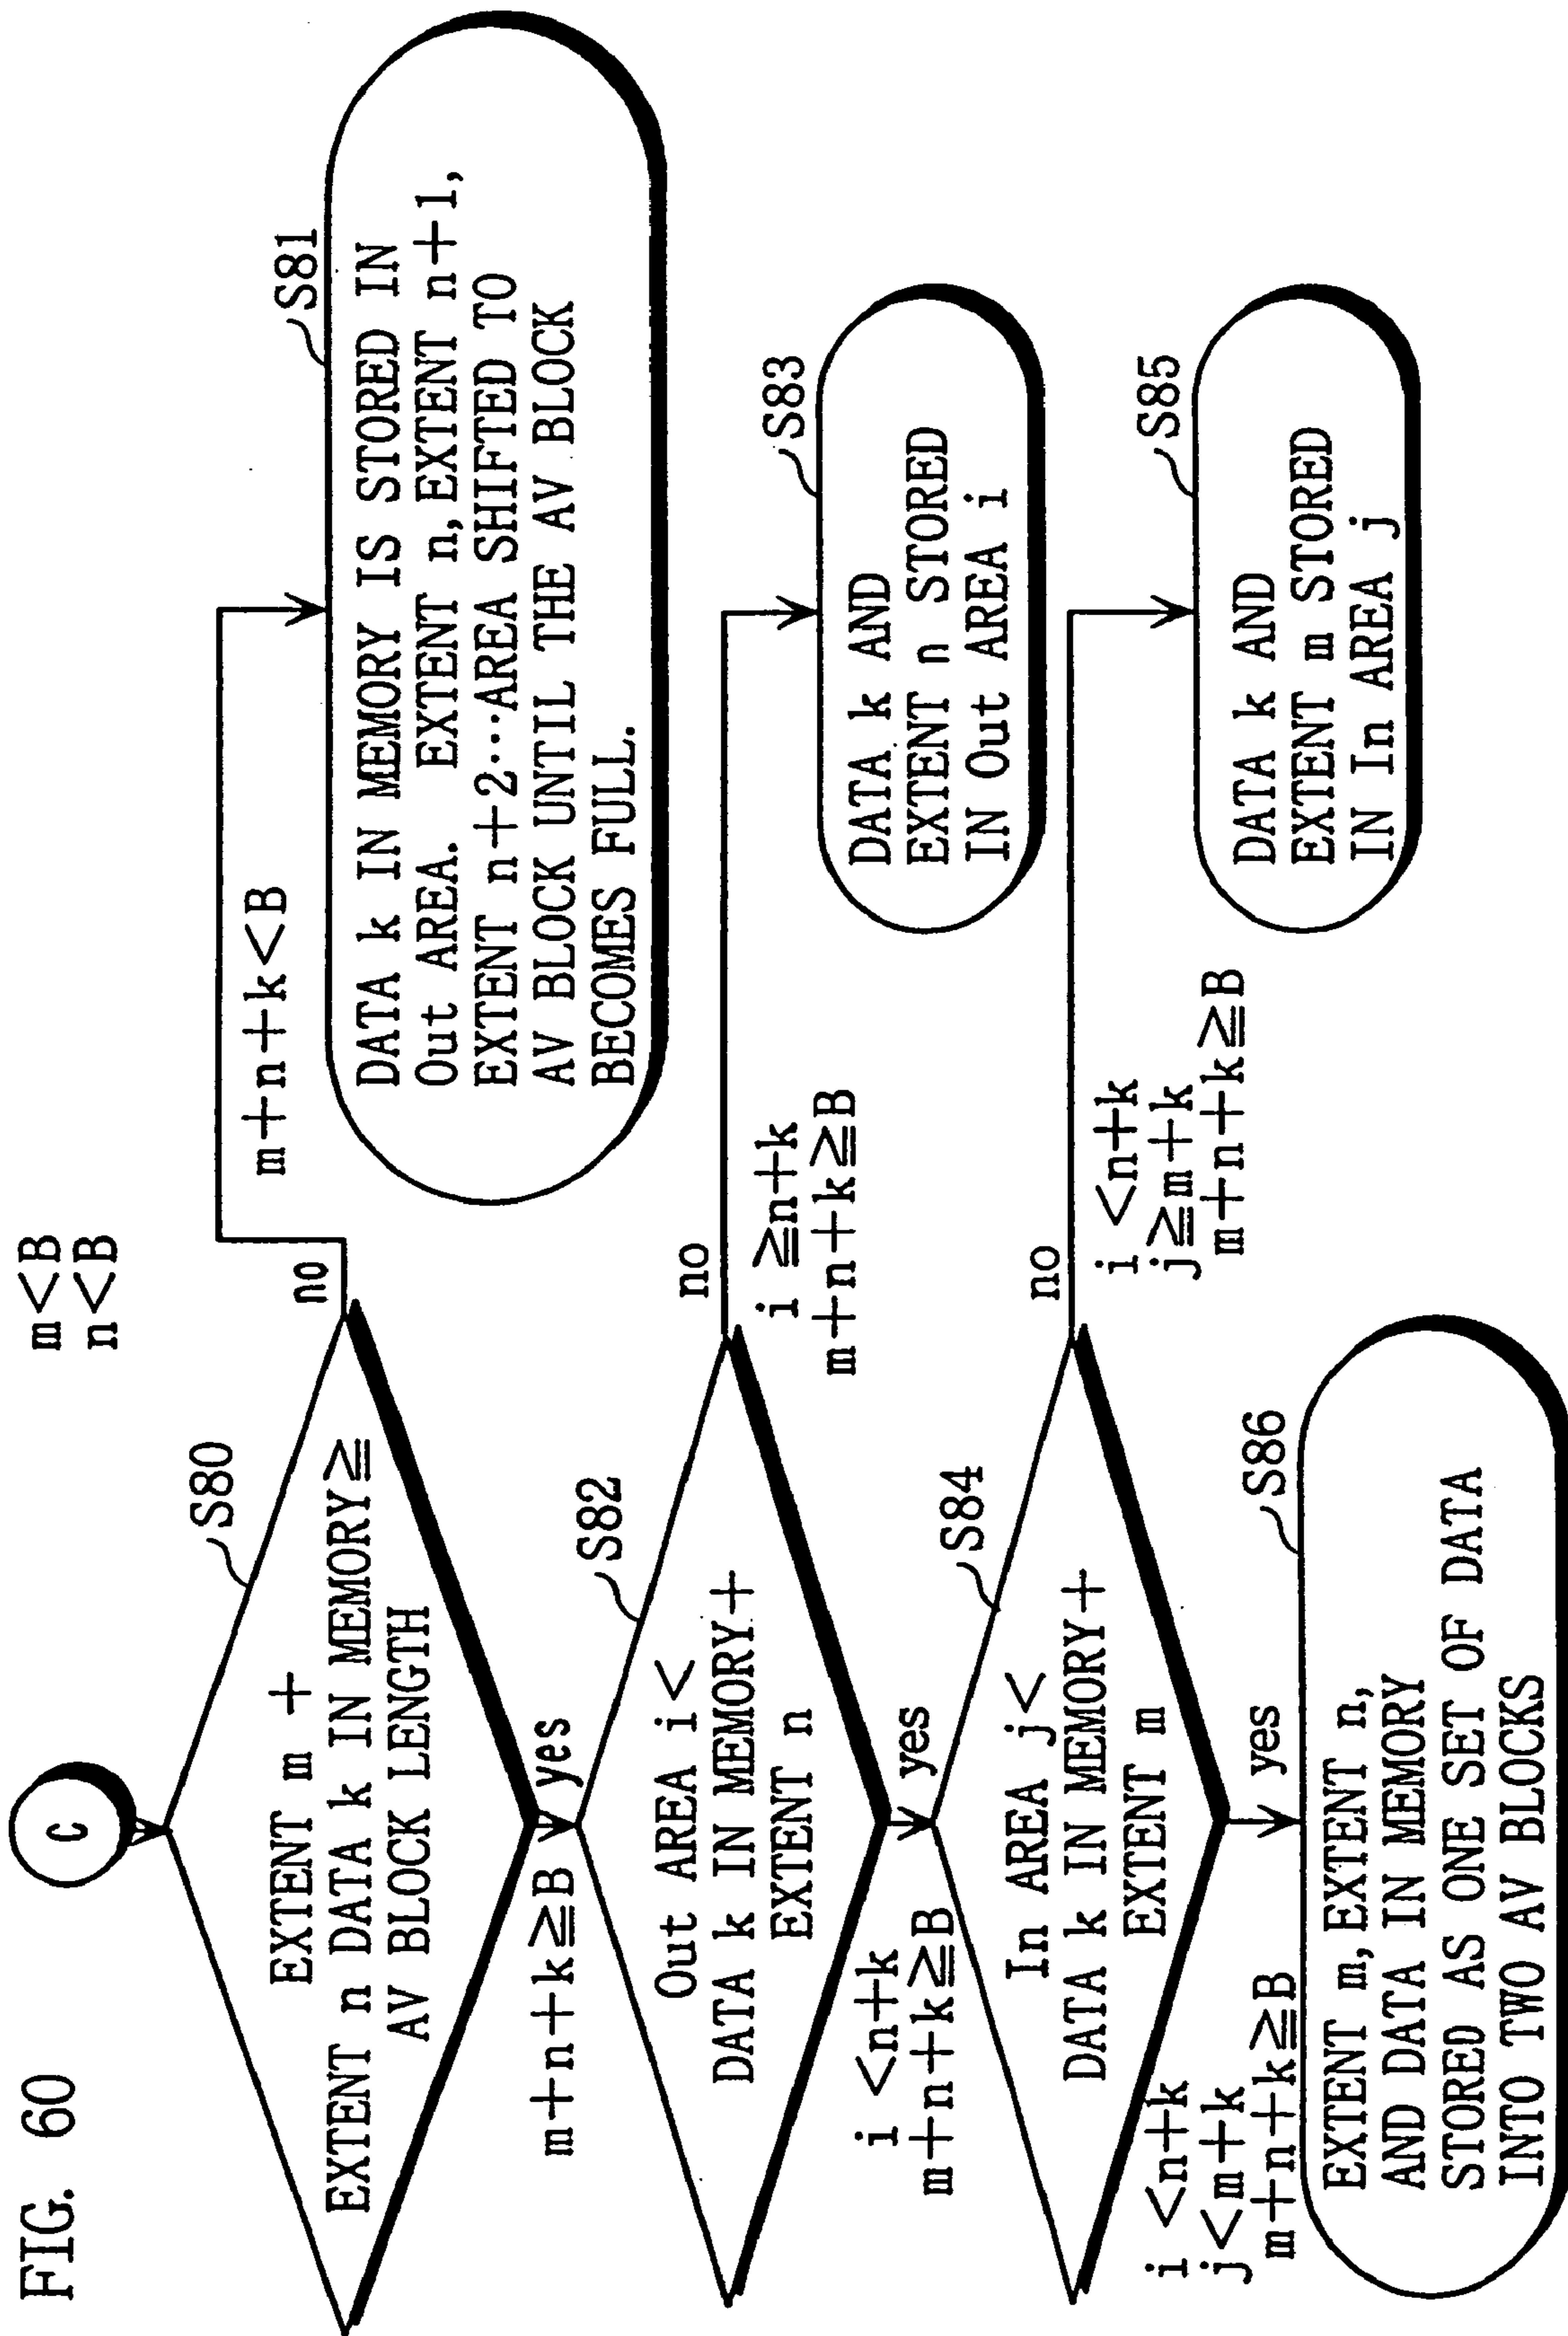 FIG. 60
m<B
n<B
C
S80
EXTENT m +
EXTENT n DATA k IN MEMORY≧
AV BLOCK LENGTH
no
m+n+k<B
S81
DATA k IN MEMORY IS STORED IN
Out AREA. EXTENT n, EXTENT n+1,
EXTENT n+2···AREA SHIFTED TO
AV BLOCK UNTIL THE AV BLOCK
BECOMES FULL.
yes
m+n+k≧B
S82
Out AREA i<
DATA k IN MEMORY+
EXTENT n
no
i≧n+k
m+n+k≧B
S83
DATA k AND
EXTENT n STORED
IN Out AREA i
yes
i<n+k
m+n+k≧B
S84
In AREA j<
DATA k IN MEMORY+
EXTENT m
no
i<n+k
j≧m+k
m+n+k≧B
S85
DATA k AND
EXTENT m STORED
IN In AREA j
yes
i<n+k
j<m+k
m+n+k≧B
S86
EXTENT m, EXTENT n,
AND DATA IN MEMORY
STORED AS ONE SET OF DATA
INTO TWO AV BLOCKS